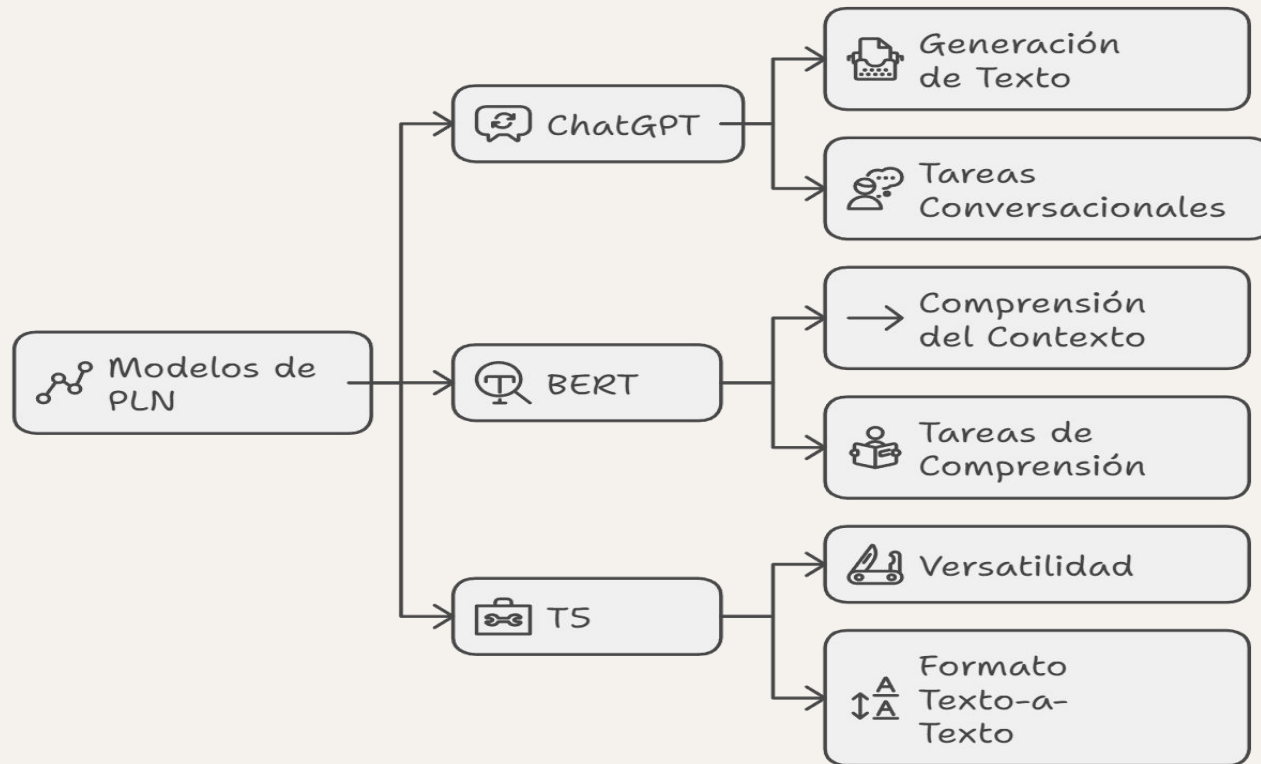 Modelos de
PLN
ChatGPT
Generación
de Texto
Tareas
Conversacionales
BERT
Comprensión
del Contexto
Tareas de
Comprensión
T5
Versatilidad
Formato
Texto-a-
Texto